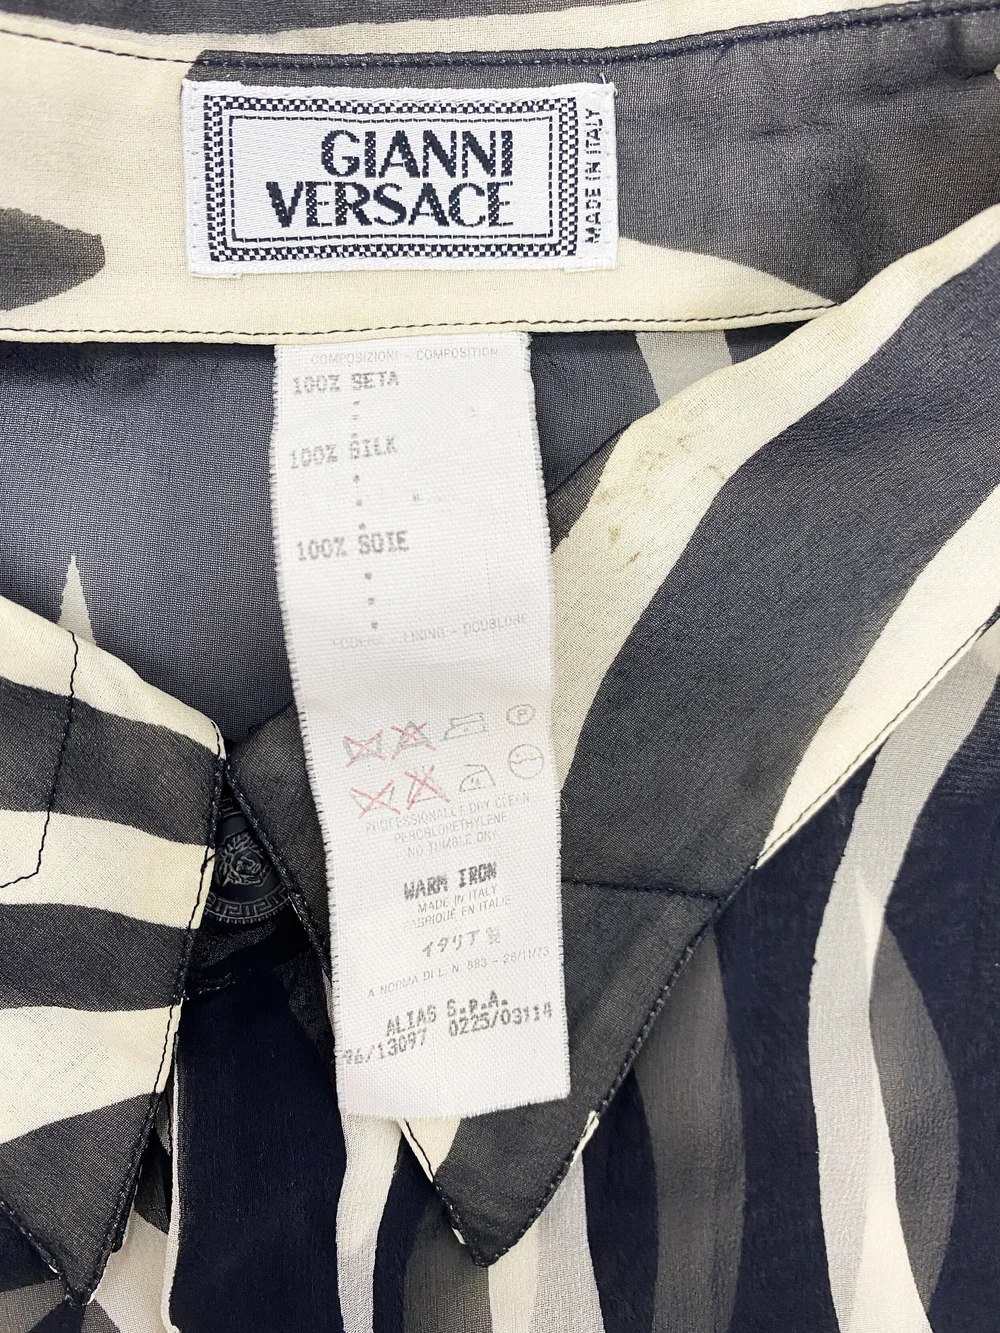 GIANNI
VERSACE
MADE IN ITALY
COMPOSIZIONI - COMPOSITION
100% SETA
100% SILK
100% SOIE
LINING - DOUBLURE
P
PROFESSIONALLY DRY CLEAN
PERCHLORETHYLENE
NO TUMBLE DRY
WARM IRON
MADE IN ITALY
FABRIQUÉ EN ITALIE
イタリア製
A NORMA DI L. N. 883 - 26/11/73
ALIAS S.P.A.
96/13097 0225/03114